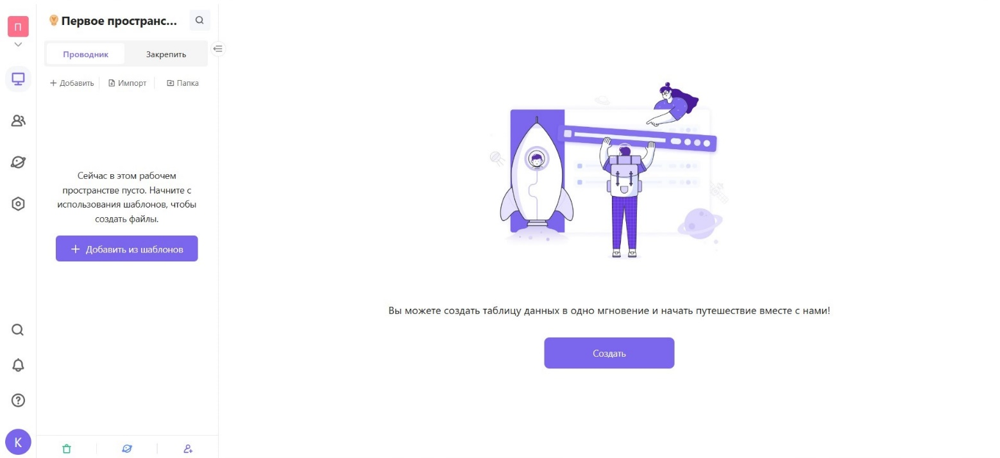 П
Первое пространс...
Проводник
Закрепить
Добавить
Импорт
Папка
Сейчас в этом рабочем
пространстве пусто. Начните с
использования шаблонов, чтобы
создать файлы.
Добавить из шаблонов
Вы можете создать таблицу данных в одно мгновение и начать путешествие вместе с нами!
Создать
К